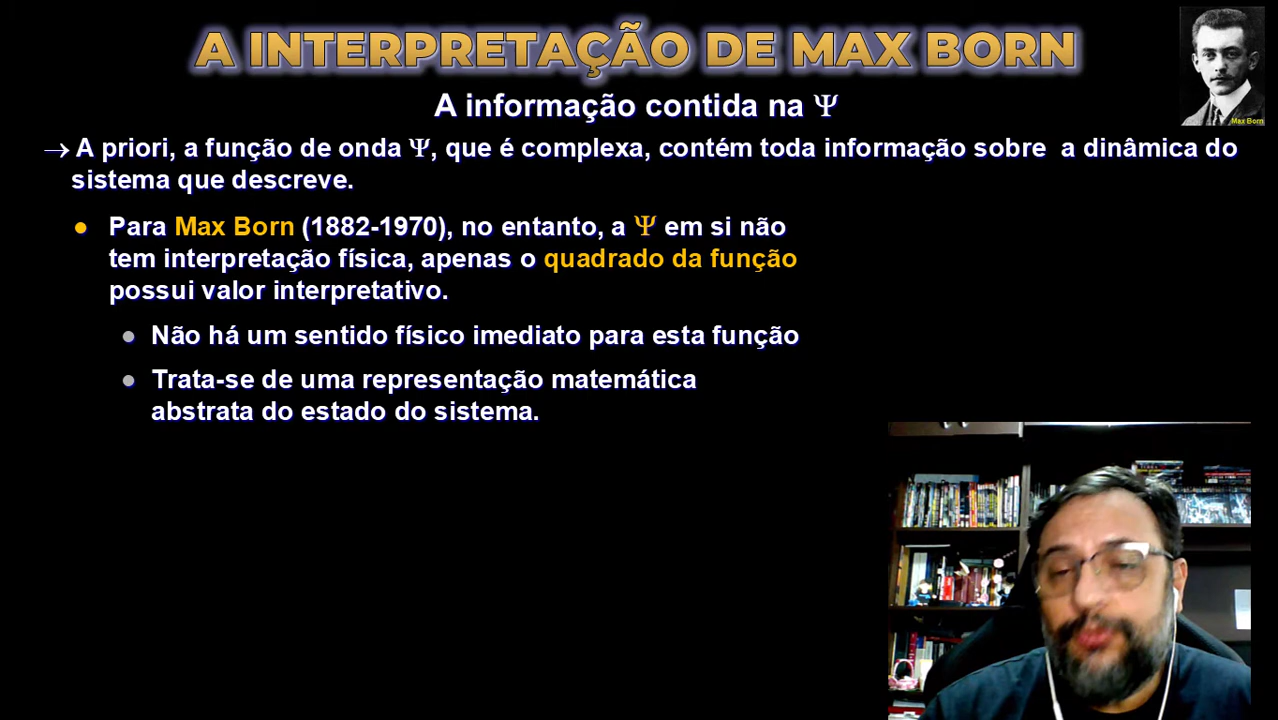 A INTERPRETAÇÃO DE MAX BORN
Max Born
A informação contida na Ψ
→ A priori, a função de onda Ψ, que é complexa, contém toda informação sobre a dinâmica do
sistema que descreve.
● Para Max Born (1882-1970), no entanto, a Ψ em si não
tem interpretação física, apenas o quadrado da função
possui valor interpretativo.
● Não há um sentido físico imediato para esta função
● Trata-se de uma representação matemática
abstrata do estado do sistema.